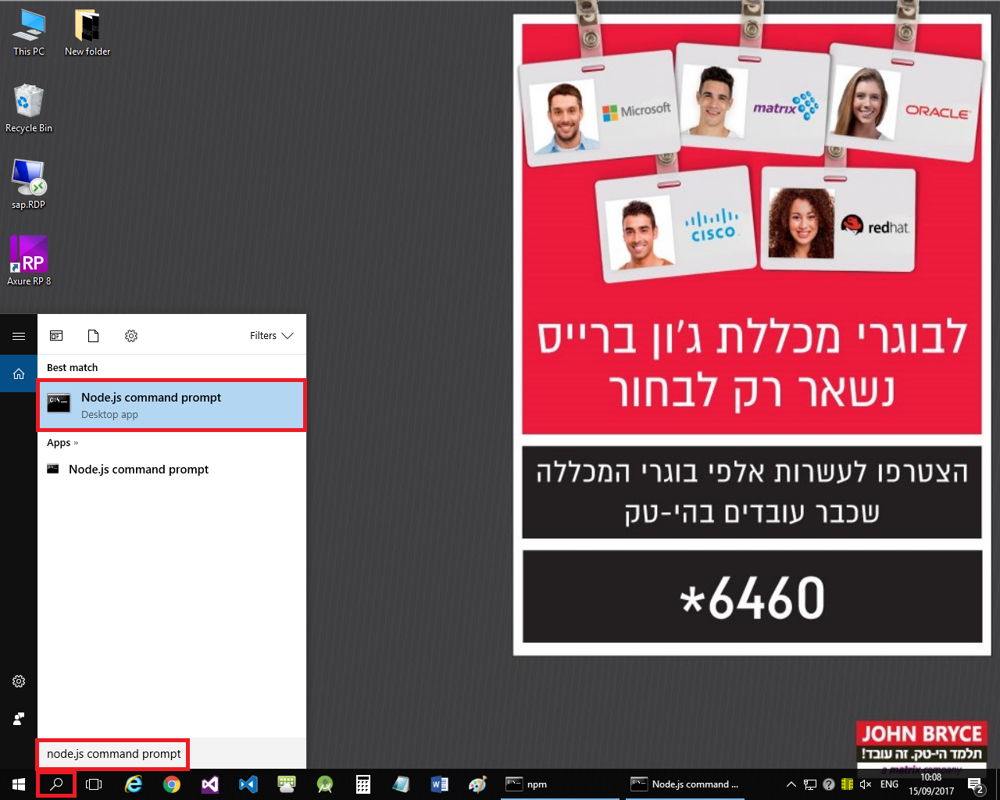 This PC
New folder
Recycle Bin
sap.RDP
RP
Axure RP 8
Filters
Best match
Node.js command prompt
Desktop app
Apps »
Node.js command prompt
node.js command prompt
Microsoft
matrix
ORACLE
CISCO
redhat
לבוגרי מכללת ג'ון ברייס
נשאר רק לבחור
הצטרפו לעשרות אלפי בוגרי המכללה
שכבר עובדים בהי-טק
*6460
JOHN BRYCE
תלמד הי-טק. זה עובד!
a matrix company
npm
Node.js command ...
ENG
10:08
15/09/2017
2